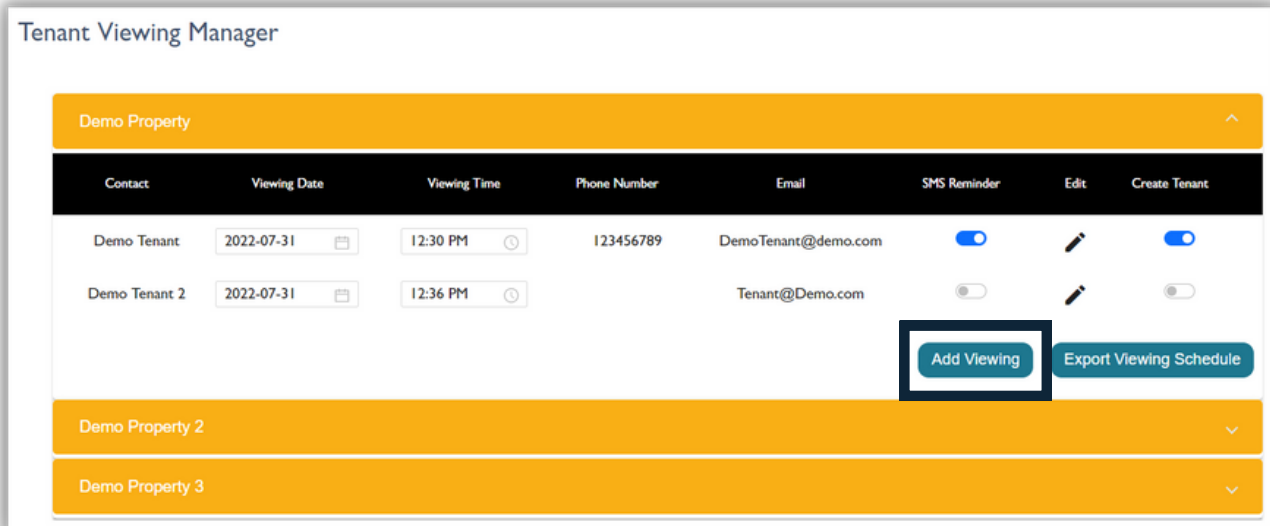 Tenant Viewing Manager
Demo Property
Contact Viewing Date Viewing Time Phone Number Email SMS Reminder Edit Create Tenant
Demo Tenant 2022-07-31 12:30 PM 123456789 DemoTenant@demo.com
Demo Tenant 2 2022-07-31 12:36 PM Tenant@Demo.com
Add Viewing Export Viewing Schedule
Demo Property 2
Demo Property 3